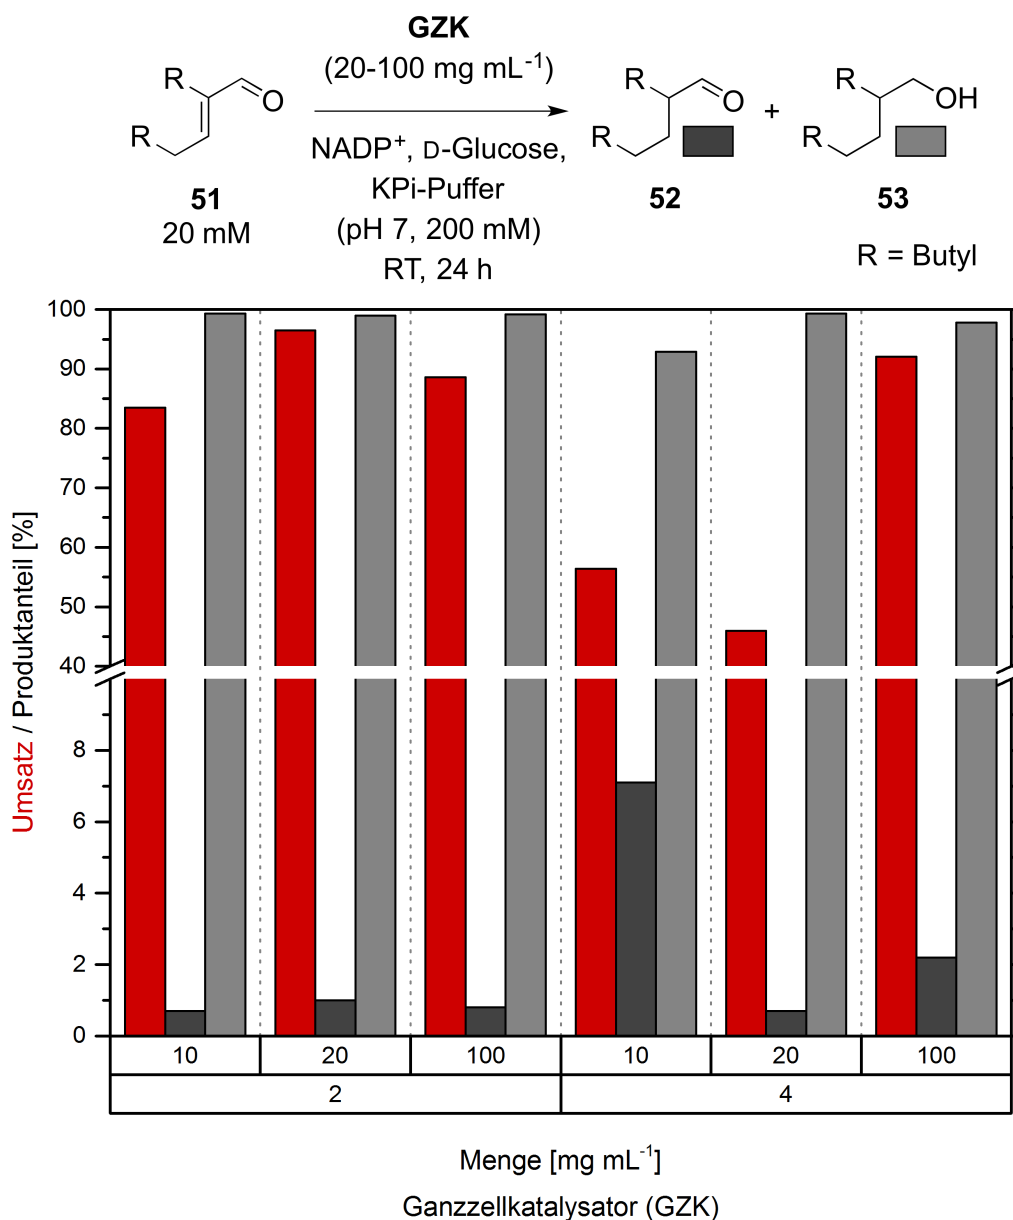 GZK
(20-100 mg mL-1)
R
O
R
51
20 mM
NADP+, D-Glucose,
KPi-Puffer
(pH 7, 200 mM)
RT, 24 h
R
O
R
52
+
R
OH
R
53
R = Butyl
Umsatz / Produktanteil [%]
100
90
80
70
60
50
40
8
6
4
2
0
10 20 100 10 20 100
2 4
Menge [mg mL-1]
Ganzzellkatalysator (GZK)